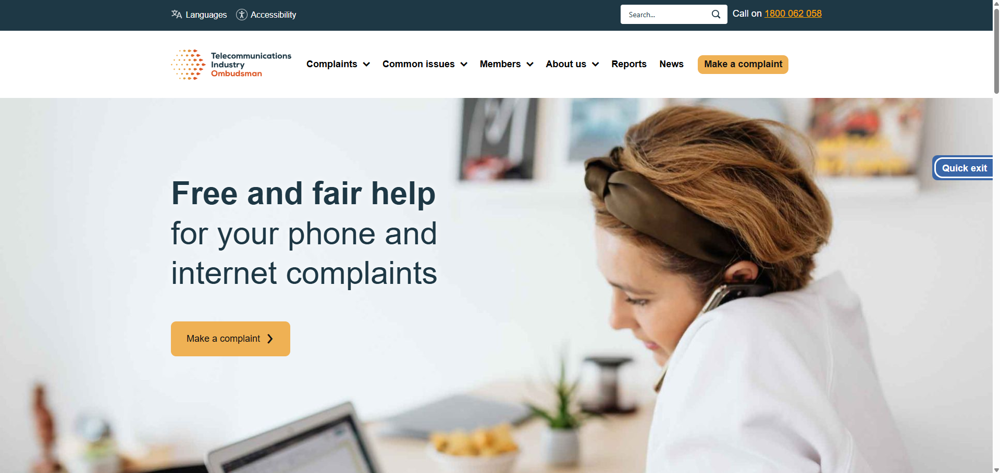 Languages
Accessibility
Search...
Call on 1800 062 058
Telecommunications
Industry
Ombudsman
Complaints
Common issues
Members
About us
Reports
News
Make a complaint
Quick exit
Free and fair help
for your phone and
internet complaints
Make a complaint